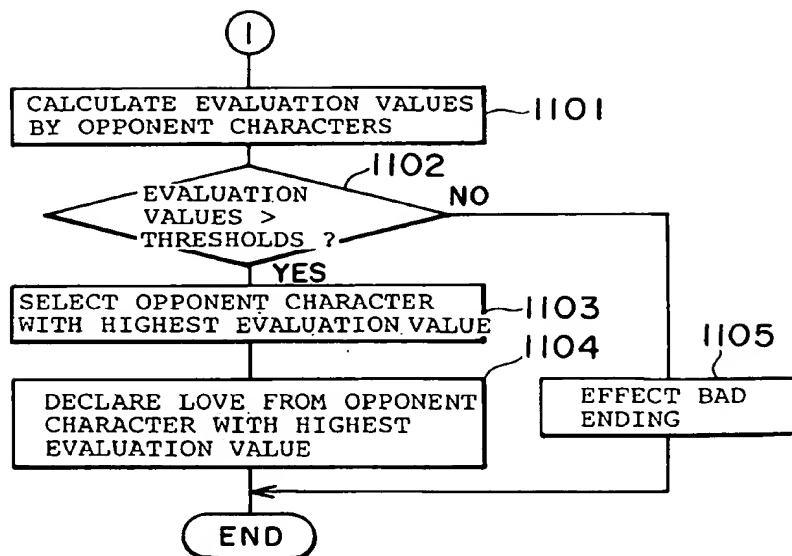 1
CALCULATE EVALUATION VALUES
BY OPPONENT CHARACTERS
1101
1102
EVALUATION
VALUES >
THRESHOLDS ?
NO
YES
SELECT OPPONENT CHARACTER
WITH HIGHEST EVALUATION VALUE
1103
1104
DECLARE LOVE FROM OPPONENT
CHARACTER WITH HIGHEST
EVALUATION VALUE
1105
EFFECT BAD
ENDING
END